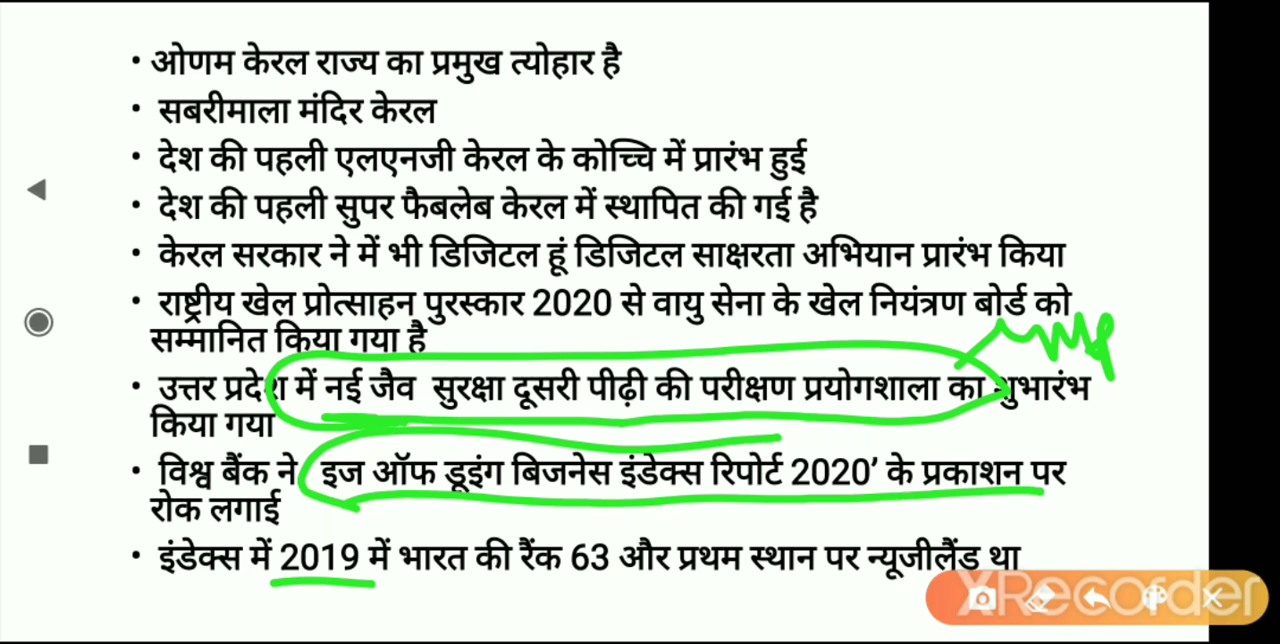 • ओणम केरल राज्य का प्रमुख त्योहार है
• सबरीमाला मंदिर केरल
• देश की पहली एलएनजी केरल के कोच्चि में प्रारंभ हुई
• देश की पहली सुपर फैबलेब केरल में स्थापित की गई है
• केरल सरकार ने में भी डिजिटल हूं डिजिटल साक्षरता अभियान प्रारंभ किया
• राष्ट्रीय खेल प्रोत्साहन पुरस्कार 2020 से वायु सेना के खेल नियंत्रण बोर्ड को
सम्मानित किया गया है
• उत्तर प्रदेश में नई जैव सुरक्षा दूसरी पीढ़ी की परीक्षण प्रयोगशाला का शुभारंभ
किया गया
• विश्व बैंक ने इज ऑफ डूइंग बिजनेस इंडेक्स रिपोर्ट 2020' के प्रकाशन पर
रोक लगाई
• इंडेक्स में 2019 में भारत की रैंक 63 और प्रथम स्थान पर न्यूजीलैंड था
XRecorder